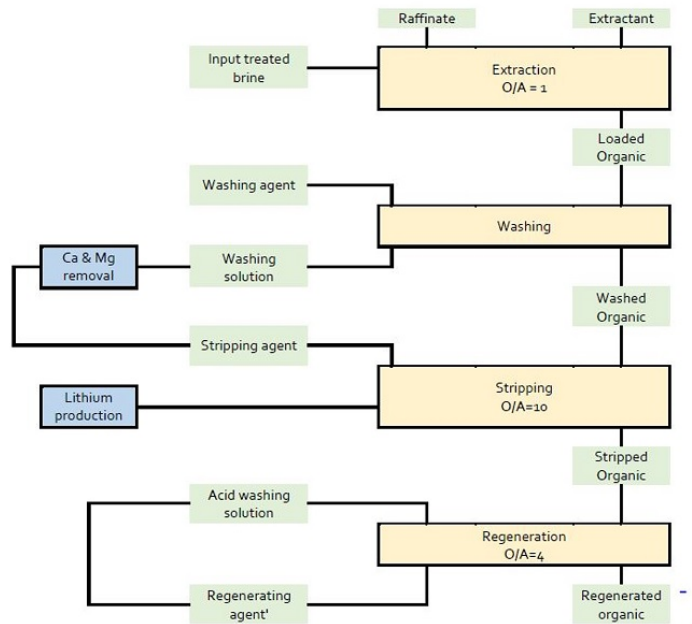 Raffinate
Extractant
Input treated
brine
Extraction
O/A = 1
Loaded
Organic
Washing agent
Washing
Ca & Mg
removal
Washing
solution
Washed
Organic
Stripping agent
Stripping
O/A=10
Lithium
production
Stripped
Organic
Acid washing
solution
Regeneration
O/A=4
Regenerating
agent'
Regenerated
organic